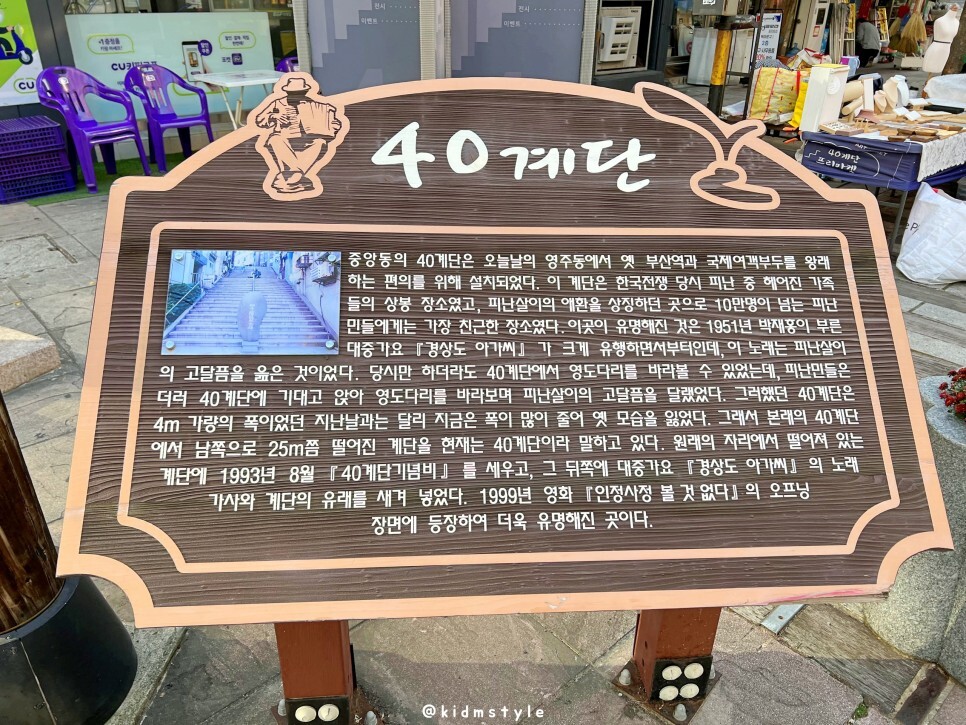 40계단
중앙동의 40계단은 오늘날의 영주동에서 옛 부산역과 국제여객부두를 왕래
하는 편의를 위해 설치되었다. 이 계단은 한국전쟁 당시 피난 중 헤어진 가족
들의 상봉 장소였고, 피난살이의 애환을 상징하던 곳으로 10만명이 넘는 피난
민들에게는 가장 친근한 장소였다. 이곳이 유명해진 것은 1951년 박재홍이 부른
대중가요 『경상도 아가씨』 가 크게 유행하면서부터인데, 이 노래는 피난살이
의 고달픔을 읊은 것이었다. 당시만 하더라도 40계단에서 영도다리를 바라볼 수 있었는데, 피난민들은
더러 40계단에 기대고 앉아 영도다리를 바라보며 피난살이의 고달픔을 달랬었다. 그러했던 40계단은
4m 가량의 폭이었던 지난날과는 달리 지금은 폭이 많이 줄어 옛 모습을 잃었다. 그래서 본래의 40계단
에서 남쪽으로 25m쯤 떨어진 계단을 현재는 40계단이라 말하고 있다. 원래의 자리에서 떨어져 있는
계단에 1993년 8월 『40계단기념비』 를 세우고, 그 뒤쪽에 대중가요 『경상도 아가씨』 의 노래
가사와 계단의 유래를 새겨 넣었다. 1999년 영화 『인정사정 볼 것 없다』 의 오프닝
장면에 등장하여 더욱 유명해진 곳이다.
전시
이벤트
전시
이벤트
CU
40계단
프리마켓
@kidmstyle